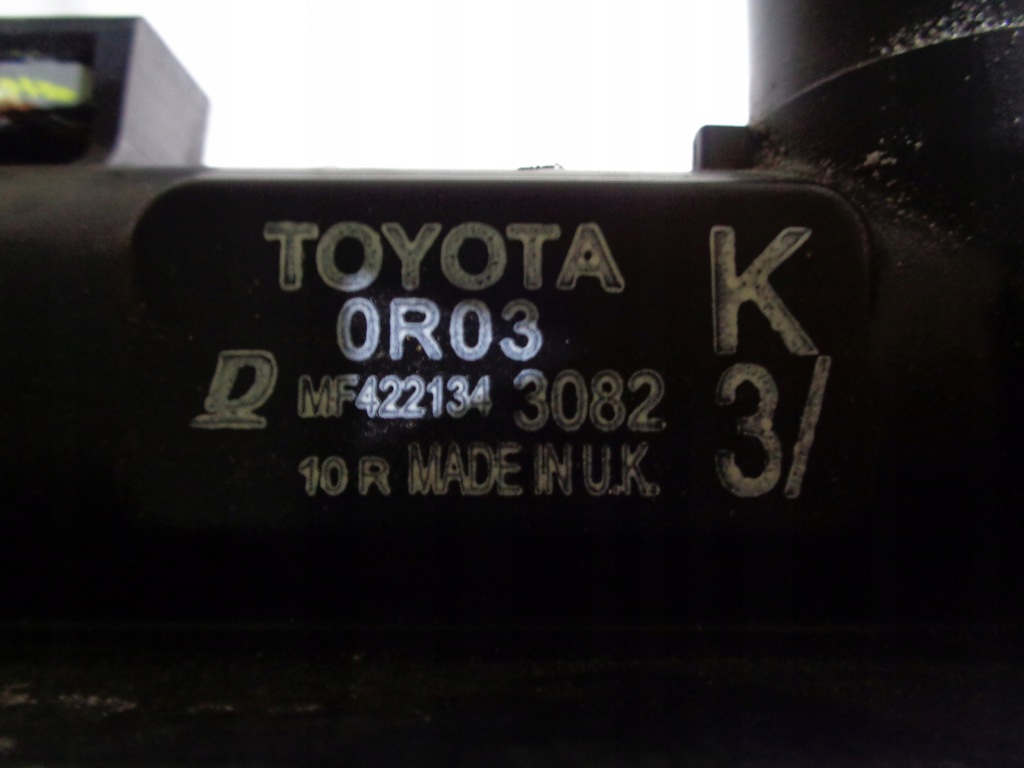 TOYOTA
0R03
D MF422134 3082
10 R MADE IN U.K.
K
3/